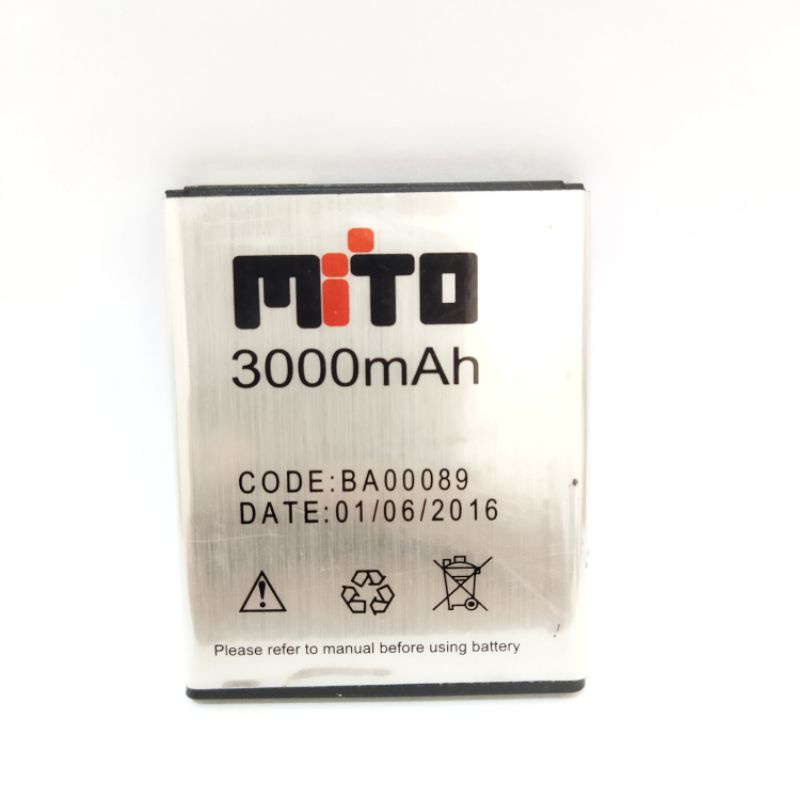 MiTO
3000mAh
CODE:BA00089
DATE:01/06/2016
Please refer to manual before using battery